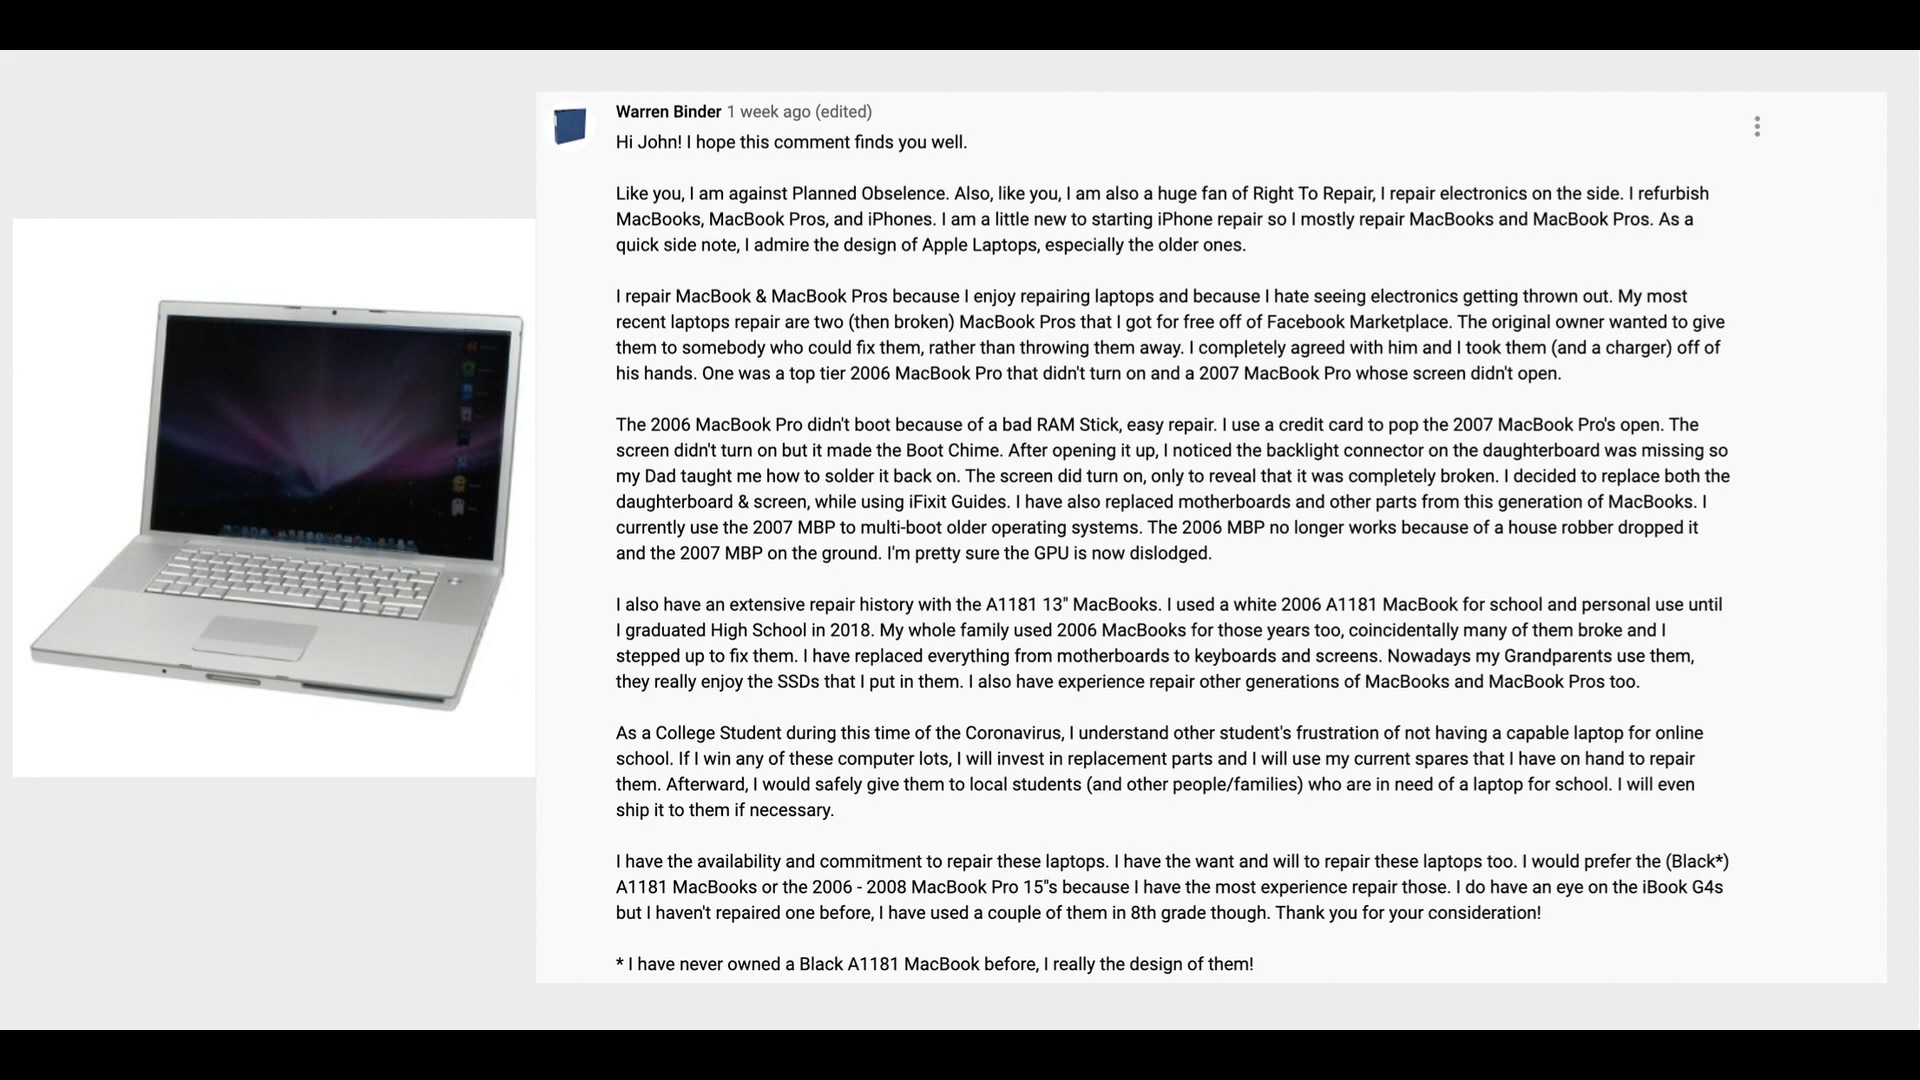 Warren Binder 1 week ago (edited)
Hi John! I hope this comment finds you well.
Like you, I am against Planned Obselence. Also, like you, I am also a huge fan of Right To Repair, I repair electronics on the side. I refurbish
MacBooks, MacBook Pros, and iPhones. I am a little new to starting iPhone repair so I mostly repair MacBooks and MacBook Pros. As a
quick side note, I admire the design of Apple Laptops, especially the older ones.
I repair MacBook & MacBook Pros because I enjoy repairing laptops and because I hate seeing electronics getting thrown out. My most
recent laptops repair are two (then broken) MacBook Pros that I got for free off of Facebook Marketplace. The original owner wanted to give
them to somebody who could fix them, rather than throwing them away. I completely agreed with him and I took them (and a charger) off of
his hands. One was a top tier 2006 MacBook Pro that didn't turn on and a 2007 MacBook Pro whose screen didn't open.
The 2006 MacBook Pro didn't boot because of a bad RAM Stick, easy repair. I use a credit card to pop the 2007 MacBook Pro's open. The
screen didn't turn on but it made the Boot Chime. After opening it up, I noticed the backlight connector on the daughterboard was missing so
my Dad taught me how to solder it back on. The screen did turn on, only to reveal that it was completely broken. I decided to replace both the
daughterboard & screen, while using iFixit Guides. I have also replaced motherboards and other parts from this generation of MacBooks. I
currently use the 2007 MBP to multi-boot older operating systems. The 2006 MBP no longer works because of a house robber dropped it
and the 2007 MBP on the ground. I'm pretty sure the GPU is now dislodged.
I also have an extensive repair history with the A1181 13" MacBooks. I used a white 2006 A1181 MacBook for school and personal use until
I graduated High School in 2018. My whole family used 2006 MacBooks for those years too, coincidentally many of them broke and I
stepped up to fix them. I have replaced everything from motherboards to keyboards and screens. Nowadays my Grandparents use them,
they really enjoy the SSDs that I put in them. I also have experience repair other generations of MacBooks and MacBook Pros too.
As a College Student during this time of the Coronavirus, I understand other student's frustration of not having a capable laptop for online
school. If I win any of these computer lots, I will invest in replacement parts and I will use my current spares that I have on hand to repair
them. Afterward, I would safely give them to local students (and other people/families) who are in need of a laptop for school. I will even
ship it to them if necessary.
I have the availability and commitment to repair these laptops. I have the want and will to repair these laptops too. I would prefer the (Black*)
A1181 MacBooks or the 2006 - 2008 MacBook Pro 15"s because I have the most experience repair those. I do have an eye on the iBook G4s
but I haven't repaired one before, I have used a couple of them in 8th grade though. Thank you for your consideration!
* I have never owned a Black A1181 MacBook before, I really the design of them!